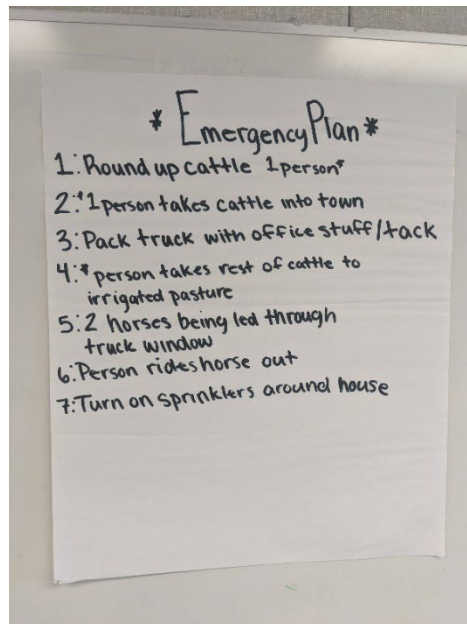 * Emergency Plan *
1: Round up cattle 1 person*
2:*1 person takes cattle into town
3: Pack truck with office stuff/tack
4:* person takes rest of cattle to
irrigated pasture
5: 2 horses being led through
truck window
6: Person rides horse out
7: Turn on sprinklers around house